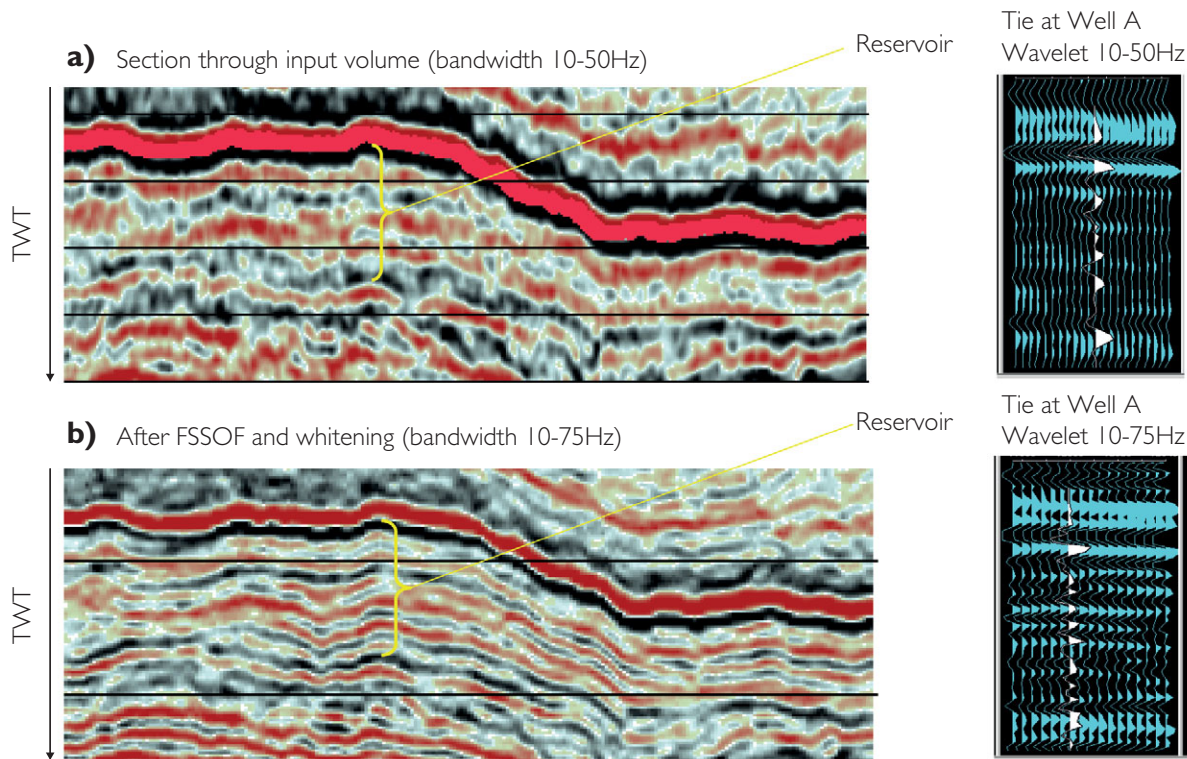 a) Section through input volume (bandwidth 10-50Hz)
Reservoir
Tie at Well A
Wavelet 10-50Hz
TWT
b) After FSSOF and whitening (bandwidth 10-75Hz)
Reservoir
Tie at Well A
Wavelet 10-75Hz
TWT